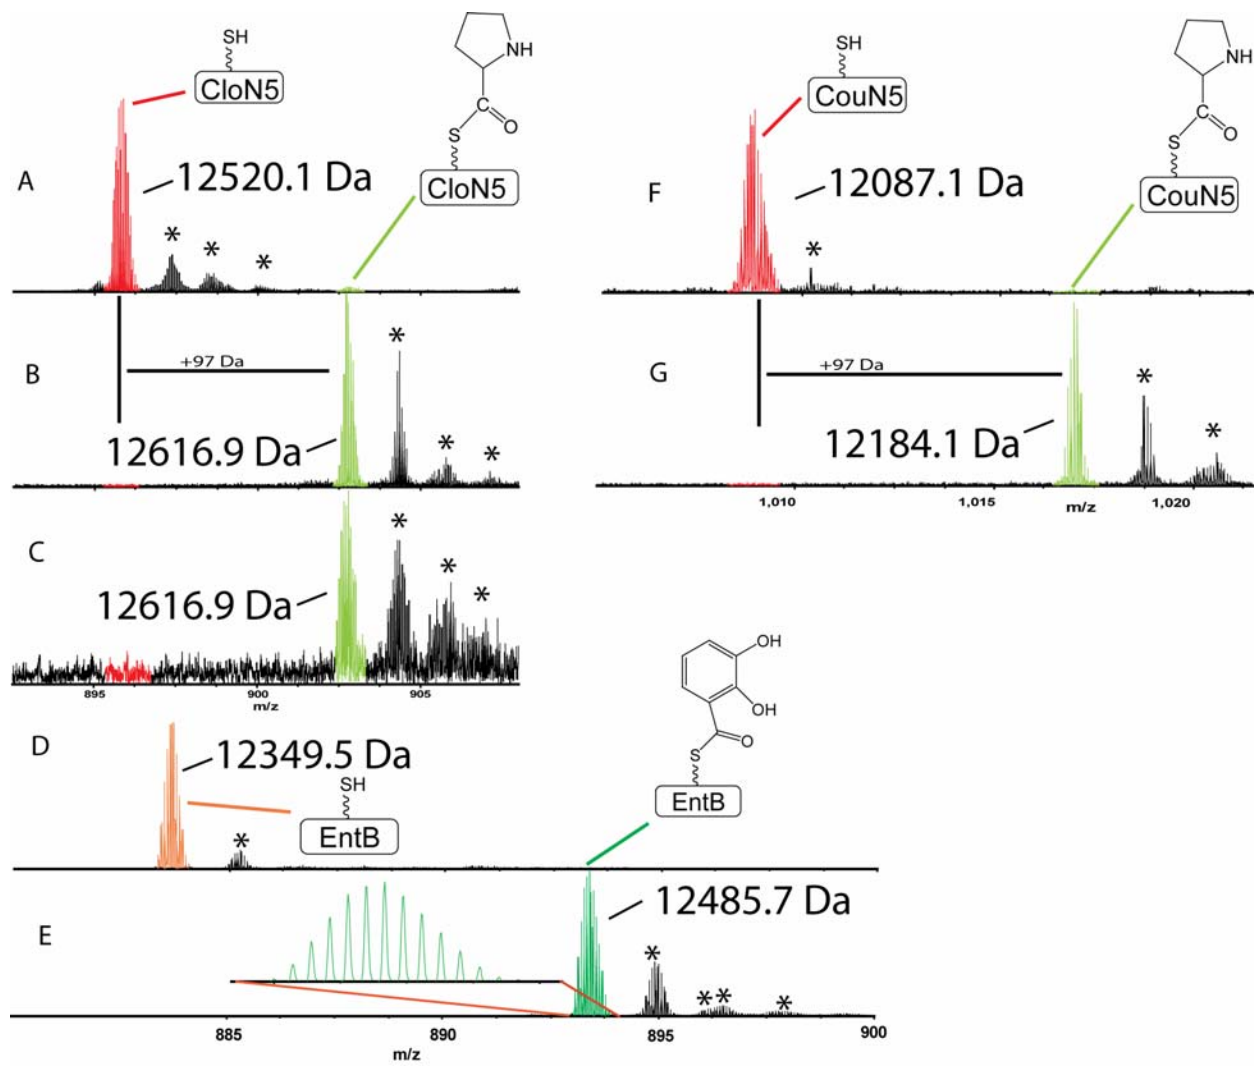 SH
CloN5
NH
C
O
S
CloN5
A
12520.1 Da
*
*
*
SH
CouN5
NH
C
O
S
CouN5
F
12087.1 Da
*
B
+97 Da
12616.9 Da
*
*
*
G
+97 Da
12184.1 Da
*
*
1,010
1,015
m/z
1,020
C
12616.9 Da
*
*
*
895
900
905
m/z
OH
OH
O
S
EntB
D
12349.5 Da
SH
EntB
*
E
12485.7 Da
*
* *
*
885
890
895
900
m/z